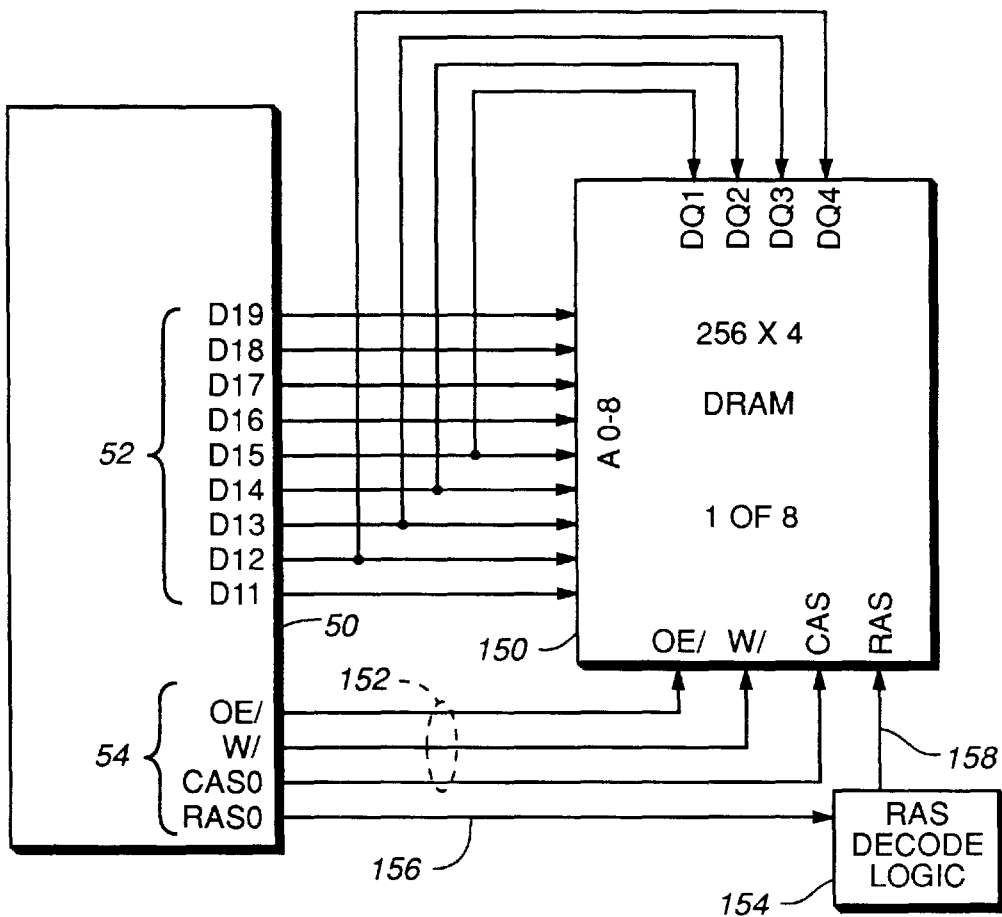 DQ1
DQ2
DQ3
DQ4
D19
D18
D17
D16
D15
D14
D13
D12
D11
52
256 X 4
DRAM
1 OF 8
A 0-8
50
150
OE/
W/
CAS
RAS
152
54
OE/
W/
CAS0
RAS0
158
156
RAS
DECODE
LOGIC
154